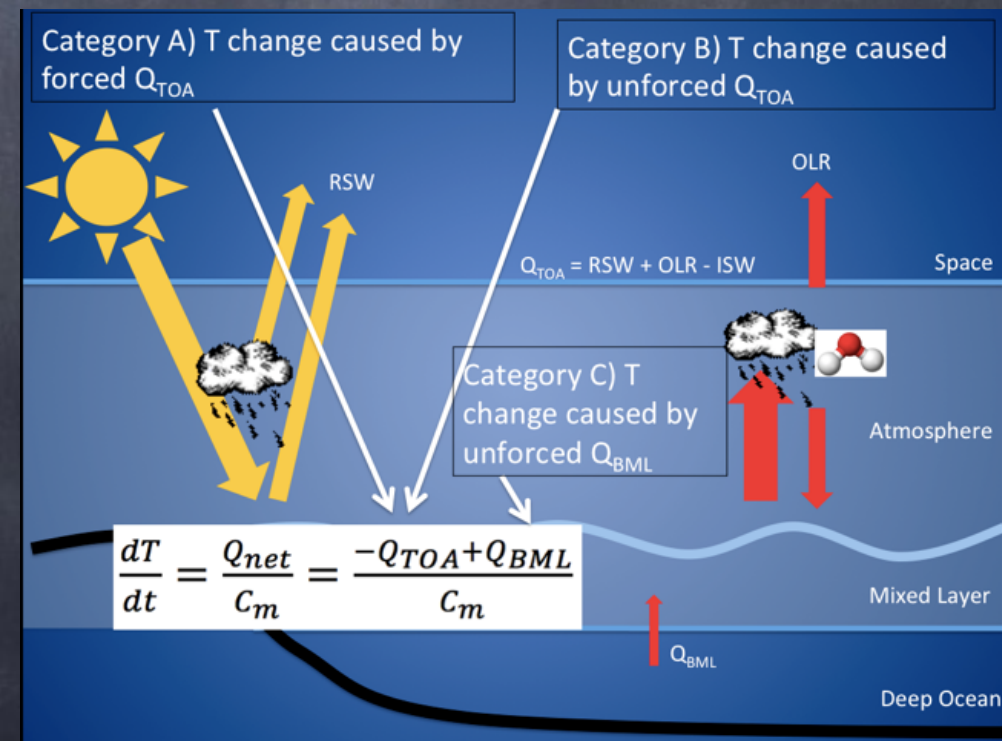 Category A) T change caused by
forced Q_TOA
Category B) T change caused
by unforced Q_TOA
RSW
OLR
Q_TOA = RSW + OLR - ISW
Space
Category C) T
change caused by
unforced Q_BML
Atmosphere
dT/dt = Q_net/C_m = (-Q_TOA+Q_BML)/C_m
Mixed Layer
Q_BML
Deep Ocean